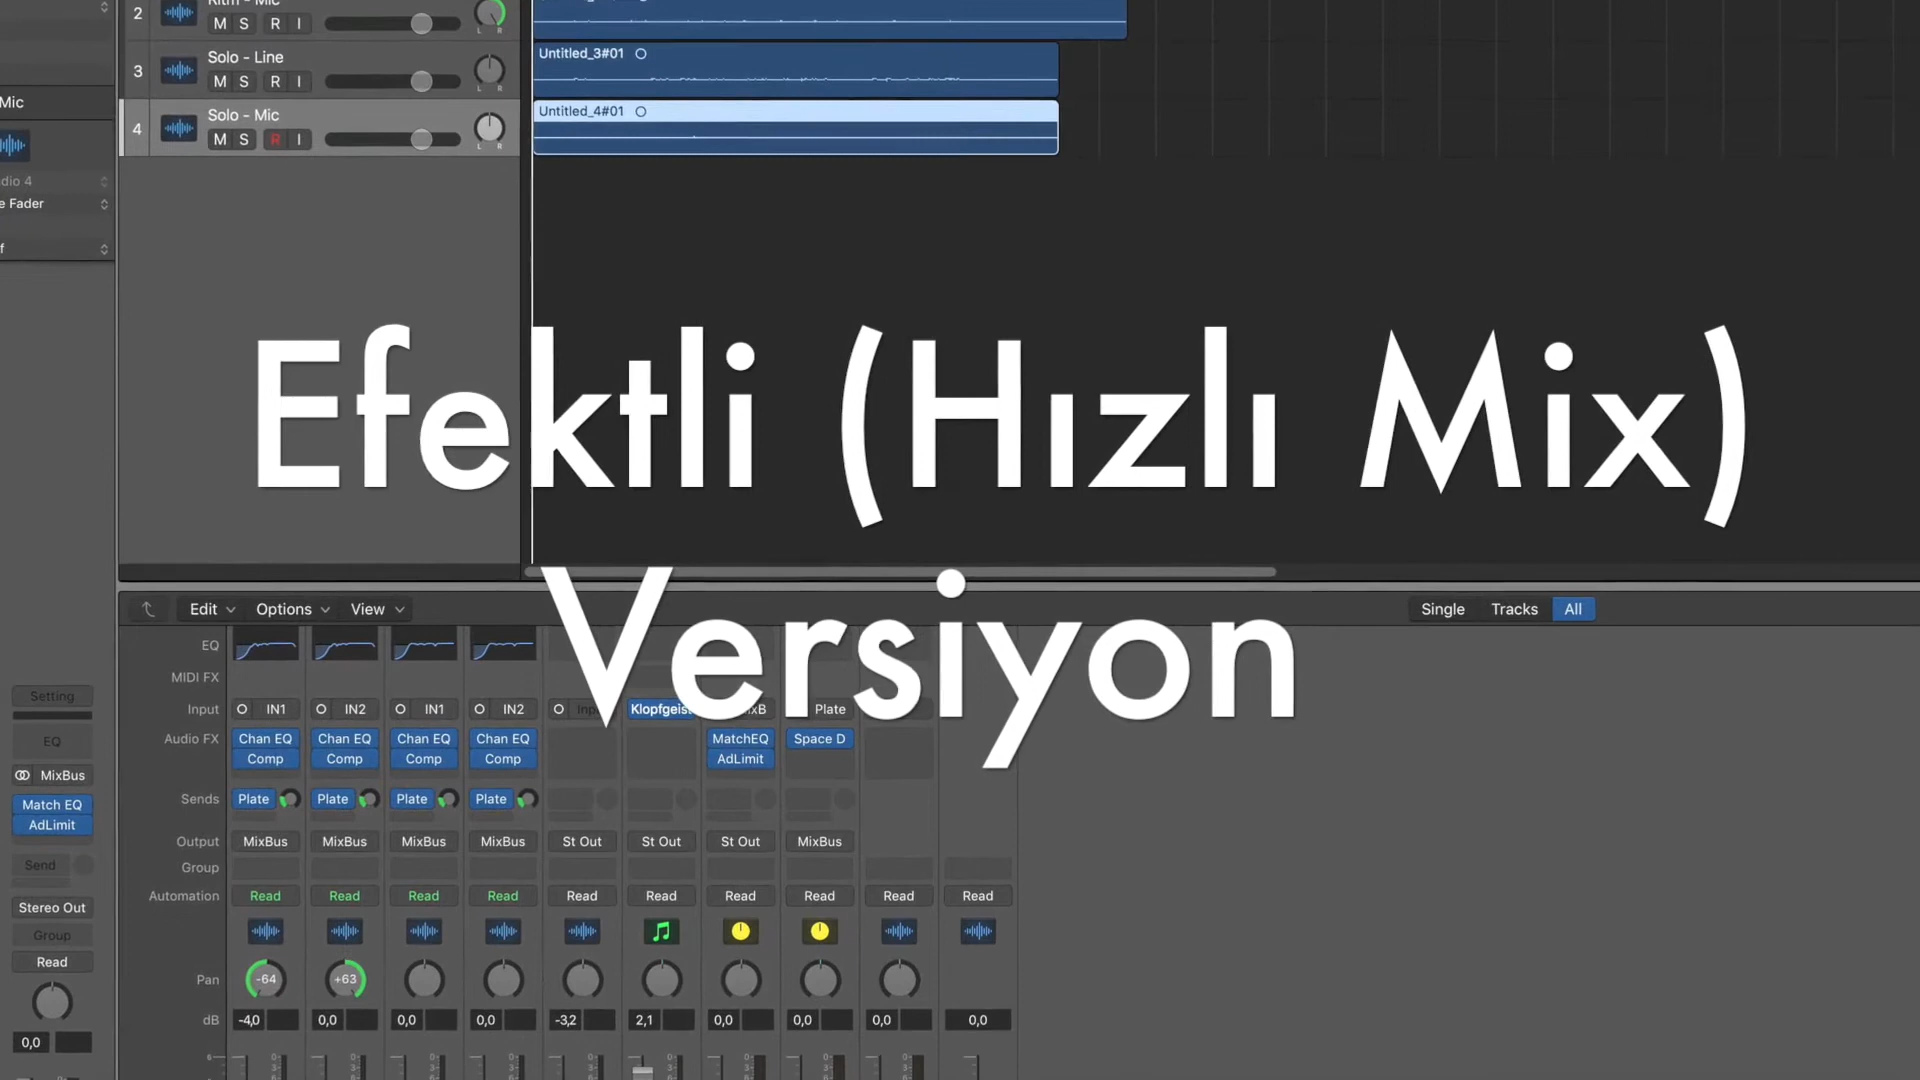 2
M S R I
L R
Untitled_3#01
3
Solo - Line
M S R I
L R
Mic
4
Solo - Mic
M S R I
L R
Untitled_4#01
e Fader
Efektli (Hızlı Mix)
Versiyon
Edit Options View Single Tracks All
EQ
MIDI FX
Setting
Input IN1 IN2 IN1 IN2 Klopfgeist Plate
EQ
Audio FX Chan EQ Chan EQ Chan EQ Chan EQ MatchEQ Space D
Comp Comp Comp Comp AdLimit
MixBus
Match EQ
AdLimit
Sends Plate Plate Plate Plate
Output MixBus MixBus MixBus MixBus St Out St Out St Out MixBus
Send
Group
Automation Read Read Read Read Read Read Read Read Read Read
Stereo Out
Group
Read
Pan -64 +63
dB -4,0 0,0 0,0 0,0 -3,2 2,1 0,0 0,0 0,0 0,0
0,0